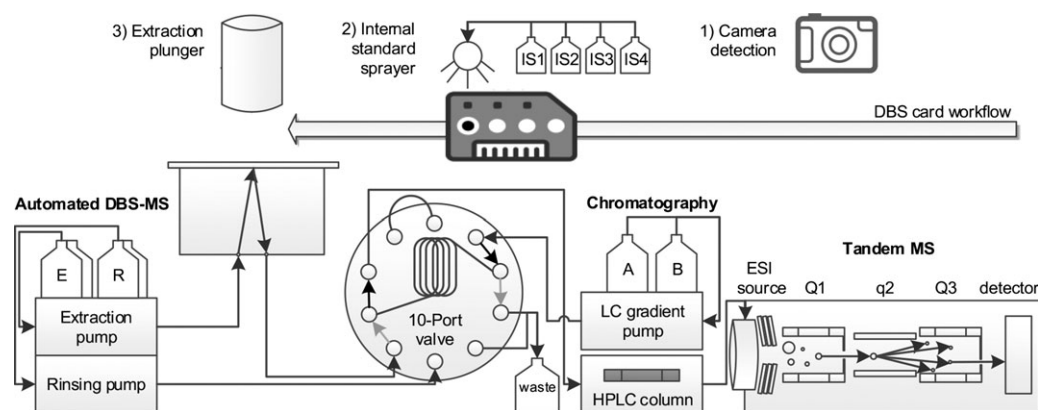 3) Extraction
plunger
2) Internal
standard
sprayer
IS1 IS2 IS3 IS4
1) Camera
detection
DBS card workflow
Automated DBS-MS
E R
Extraction
pump
Rinsing pump
10-Port
valve
waste
Chromatography
A B
LC gradient
pump
HPLC column
Tandem MS
ESI
source
Q1 q2 Q3 detector